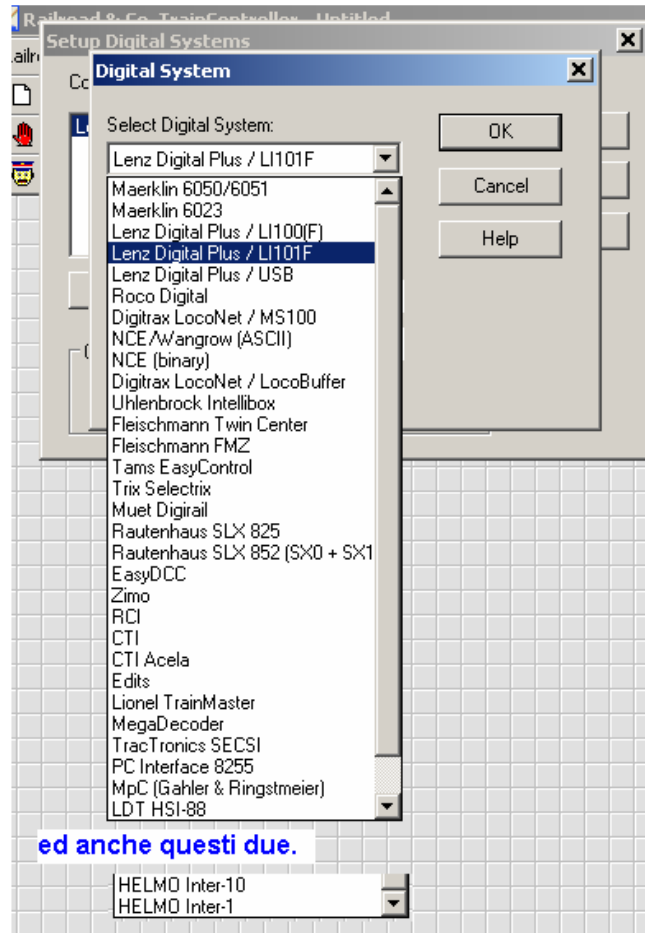 Railroad & Co. TrainController - Untitled
Setup Digital Systems
Digital System
Select Digital System:
Lenz Digital Plus / LI101F
OK
Cancel
Help
Maerklin 6050/6051
Maerklin 6023
Lenz Digital Plus / LI100(F)
Lenz Digital Plus / LI101F
Lenz Digital Plus / USB
Roco Digital
Digitrax LocoNet / MS100
NCE/Wangrow (ASCII)
NCE (binary)
Digitrax LocoNet / LocoBuffer
Uhlenbrock Intellibox
Fleischmann Twin Center
Fleischmann FMZ
Tams EasyControl
Trix Selectrix
Muet Digirail
Rautenhaus SLX 825
Rautenhaus SLX 852 (SX0 + SX1
EasyDCC
Zimo
RCI
CTI
CTI Acela
Edits
Lionel TrainMaster
MegaDecoder
TracTronics SECSI
PC Interface 8255
MpC (Gahler & Ringstmeier)
LDT HSI-88
ed anche questi due.
HELMO Inter-10
HELMO Inter-1